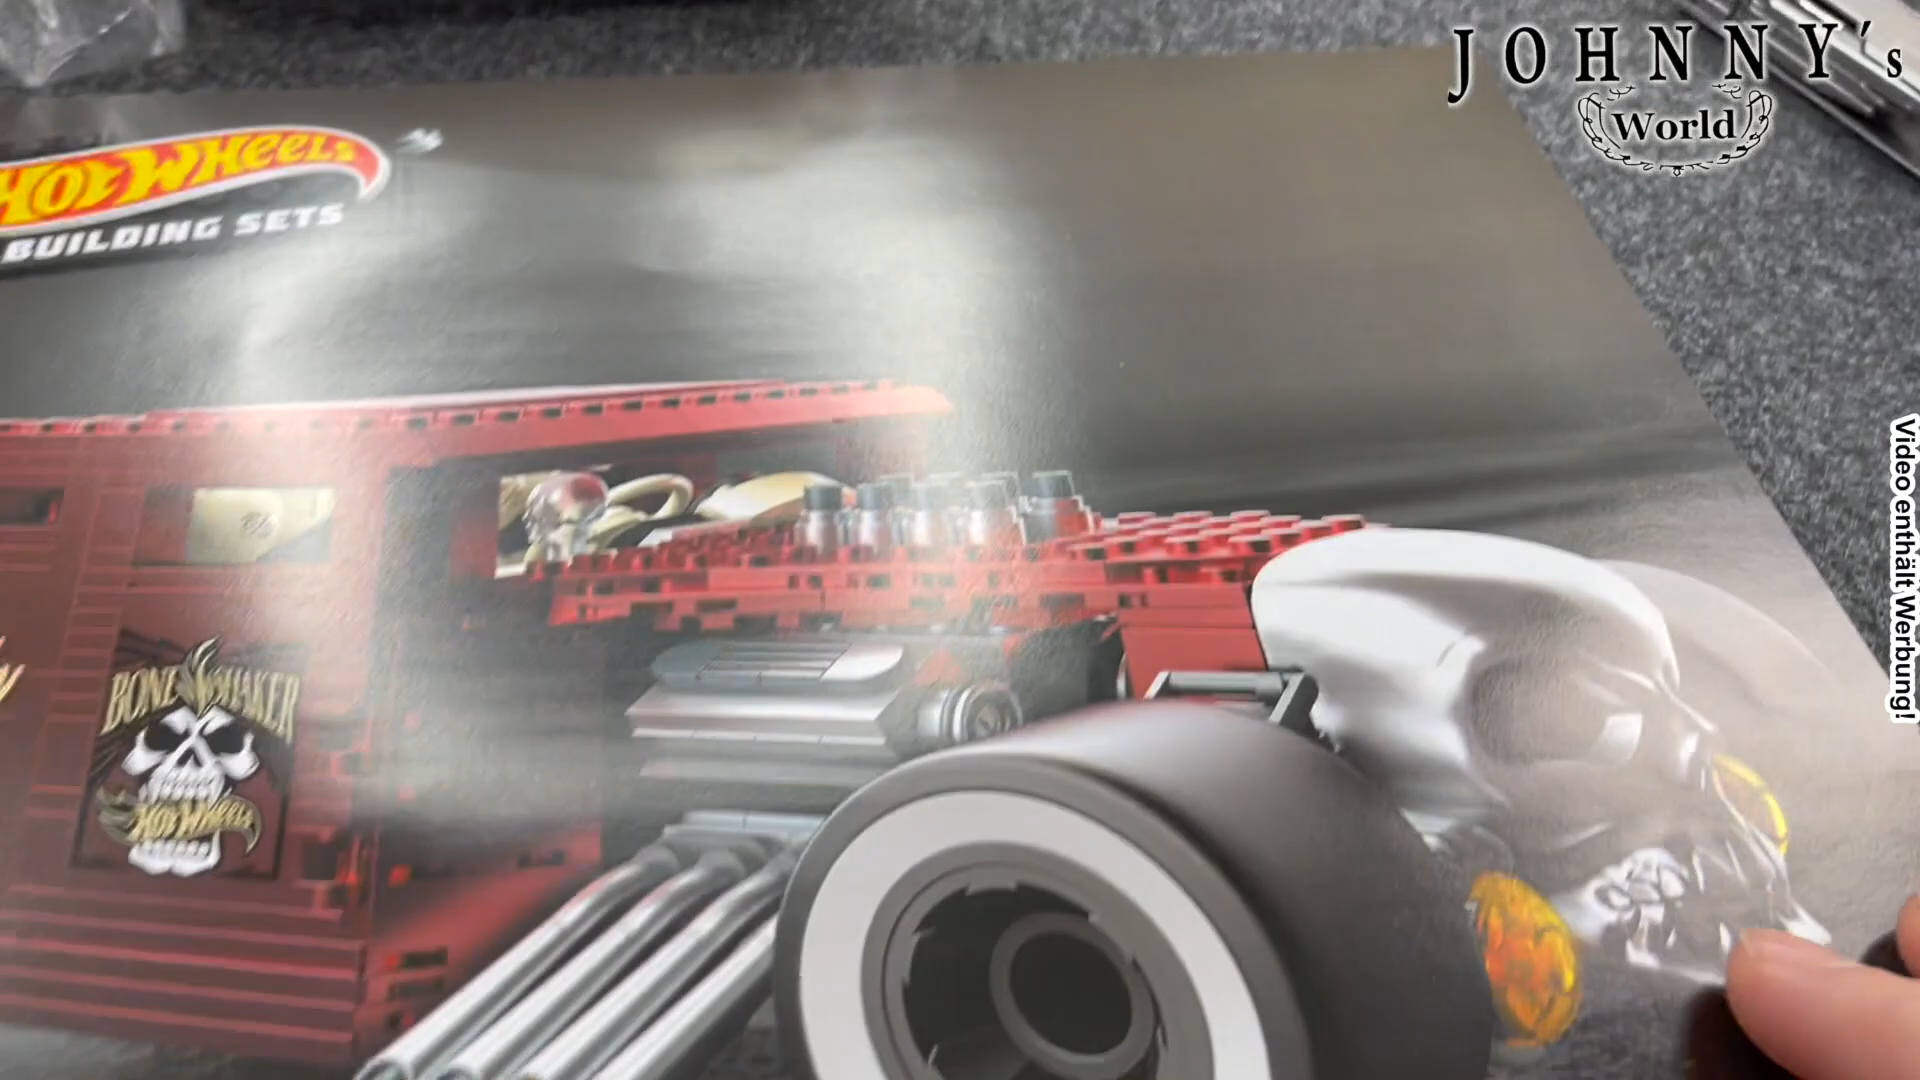 JOHNNY's
World
HOT WHEELS
BUILDING SETS
BONE SHAKER
HOT WHEELS
Video enthält Werbung!